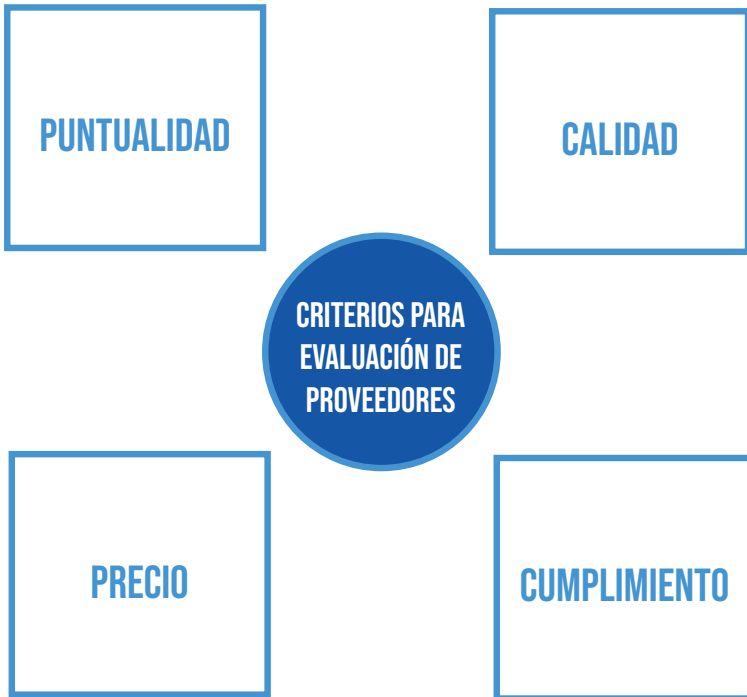 PUNTUALIDAD
CALIDAD
CRITERIOS PARA
EVALUACIÓN DE
PROVEEDORES
PRECIO
CUMPLIMIENTO